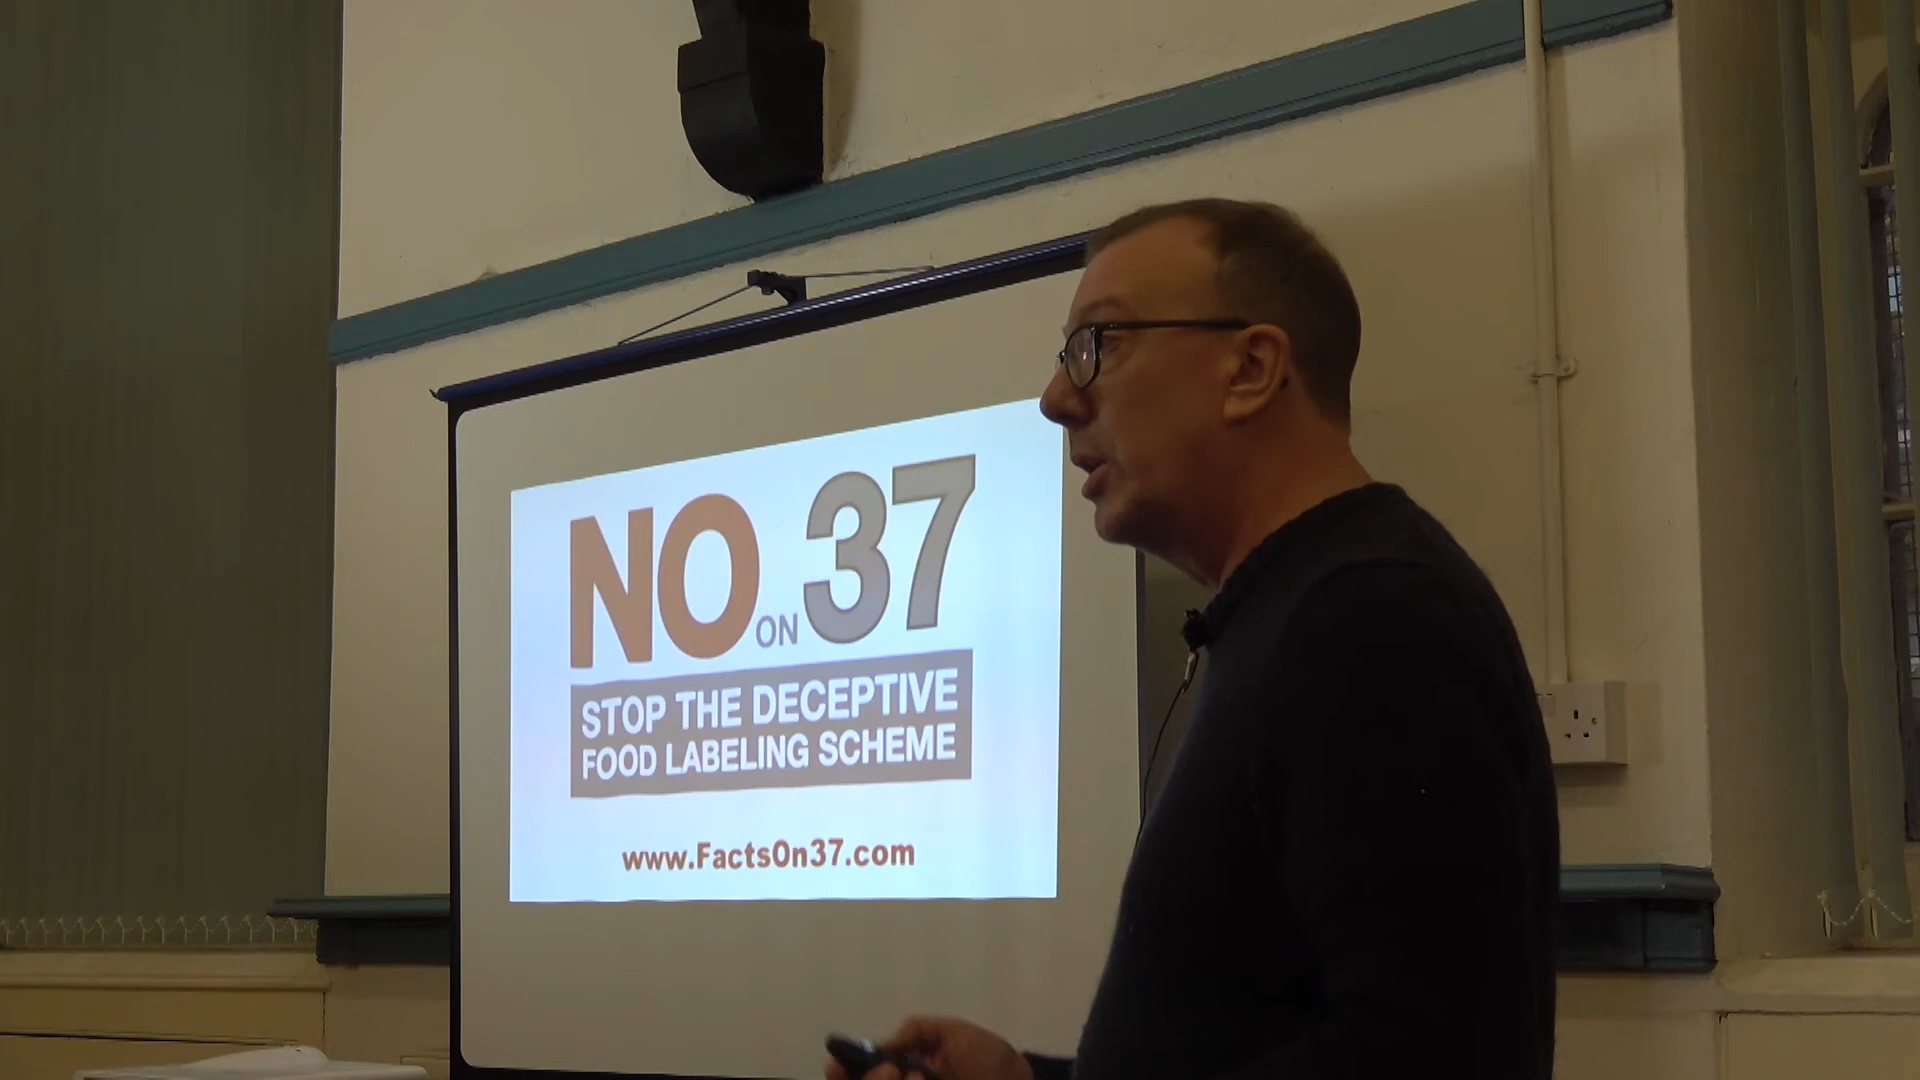 NO ON 37
STOP THE DECEPTIVE
FOOD LABELING SCHEME
www.FactsOn37.com